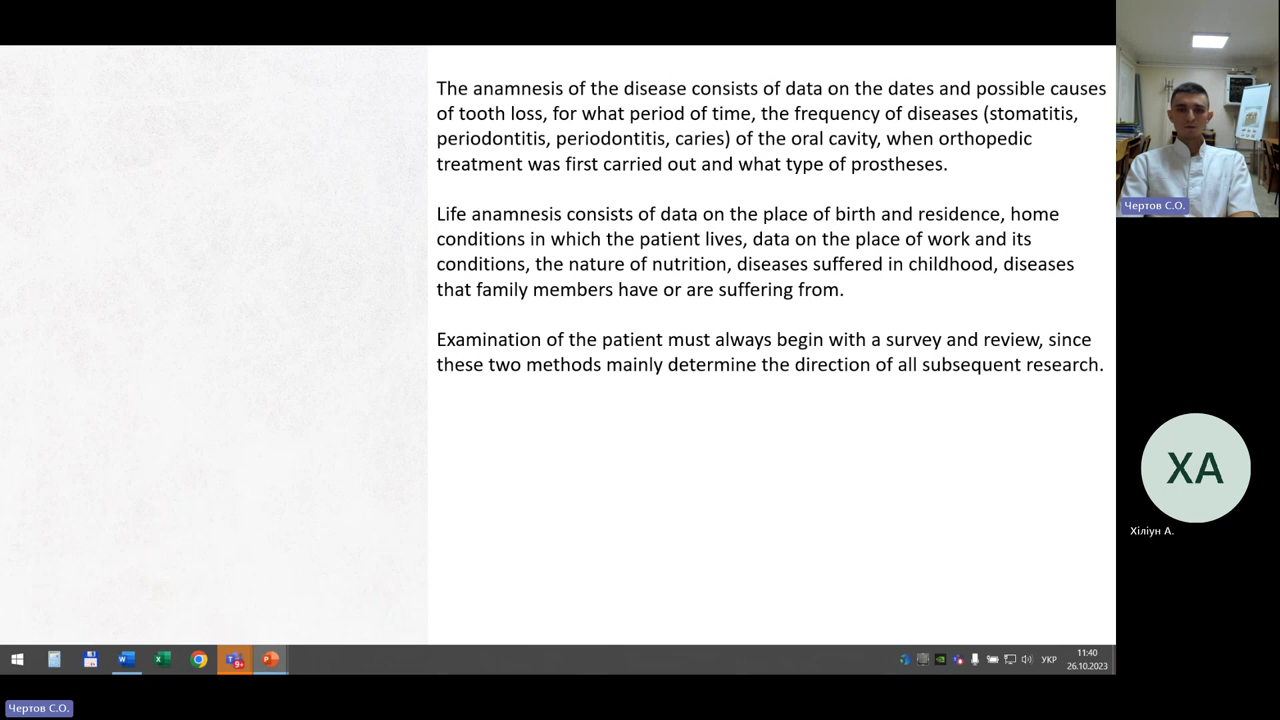 The anamnesis of the disease consists of data on the dates and possible causes
of tooth loss, for what period of time, the frequency of diseases (stomatitis,
periodontitis, periodontitis, caries) of the oral cavity, when orthopedic
treatment was first carried out and what type of prostheses.
Life anamnesis consists of data on the place of birth and residence, home
conditions in which the patient lives, data on the place of work and its
conditions, the nature of nutrition, diseases suffered in childhood, diseases
that family members have or are suffering from.
Examination of the patient must always begin with a survey and review, since
these two methods mainly determine the direction of all subsequent research.
Чертов С.О.
ХА
Хіліун А.
9+
УКР
11:40
26.10.2023
Чертов С.О.